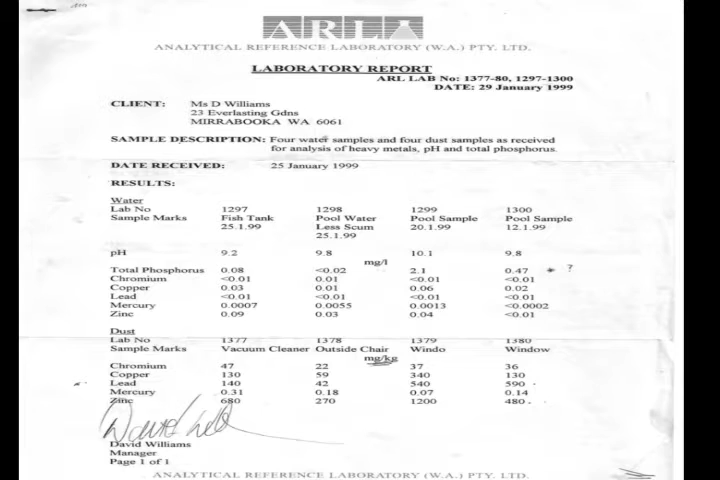 ARLA
ANALYTICAL REFERENCE LABORATORY (W.A.) PTY. LTD.
LABORATORY REPORT
ARL LAB No: 1377-80, 1297-1300
DATE: 29 January 1999
CLIENT: Ms D Williams
23 Everlasting Gdns
MIRRABOOKA WA 6061
SAMPLE DESCRIPTION: Four water samples and four dust samples as received
for analysis of heavy metals, pH and total phosphorus.
DATE RECEIVED: 25 January 1999
RESULTS:
Water
Lab No 1297 1298 1299 1300
Sample Marks Fish Tank Pool Water Pool Sample Pool Sample
25.1.99 Less Scum 20.1.99 12.1.99
25.1.99
pH 9.2 9.8 10.1 9.8
mg/l
Total Phosphorus 0.08 <0.02 2.1 0.47 * ?
Chromium <0.01 0.01 <0.01 <0.01
Copper 0.03 0.01 0.06 0.02
Lead <0.01 <0.01 <0.01 <0.01
Mercury 0.0007 0.0055 0.0013 <0.0002
Zinc 0.09 0.03 0.04 <0.01
Dust
Lab No 1377 1378 1379 1380
Sample Marks Vacuum Cleaner Outside Chair Windo Window
mg/kg
Chromium 47 22 37 36
Copper 130 59 340 130
Lead 140 42 540 590
Mercury 0.31 0.18 0.07 0.14
Zinc 680 270 1200 480
David Williams
Manager
Page 1 of 1
ANALYTICAL REFERENCE LABORATORY (W.A.) PTY. LTD.